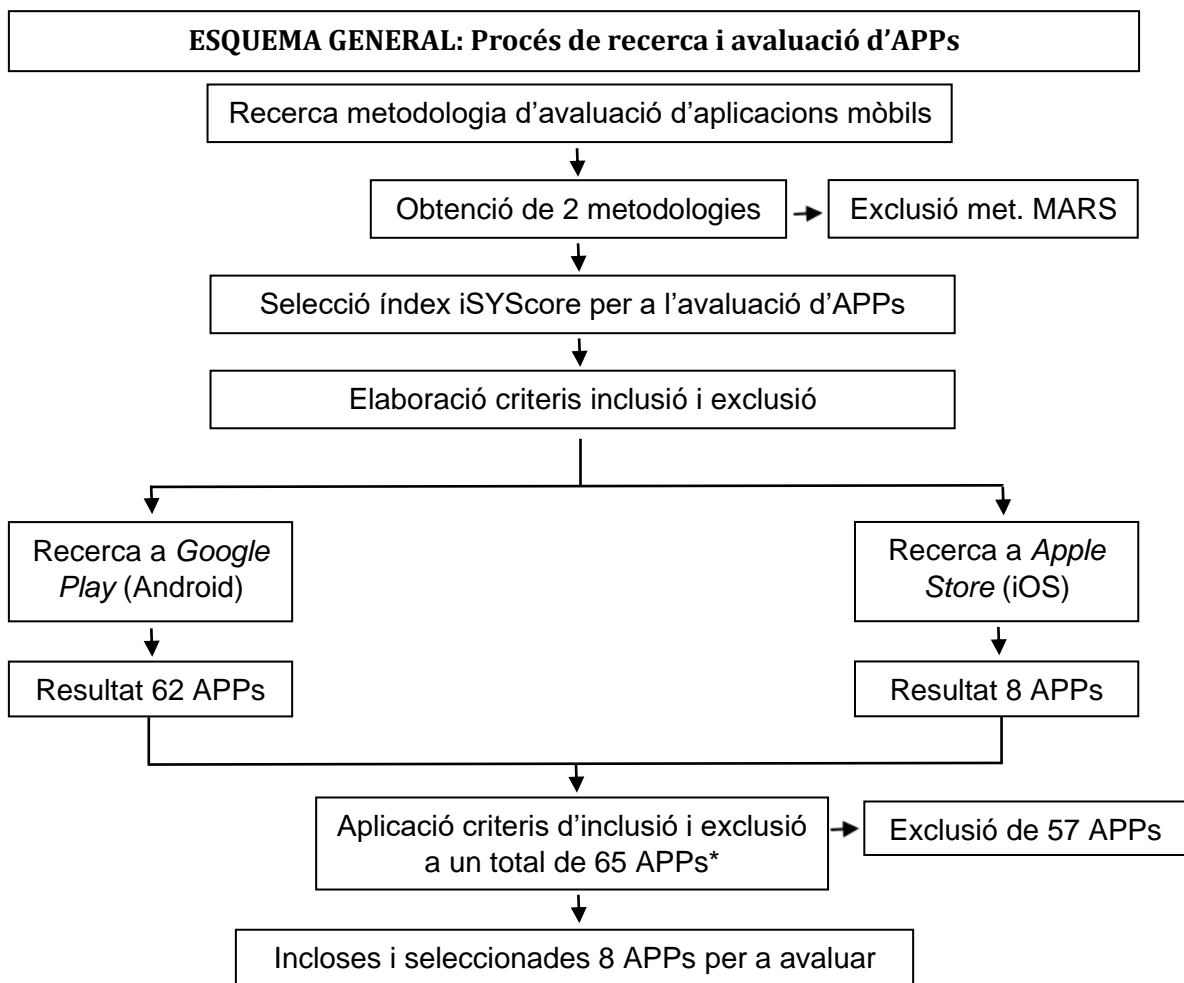 ESQUEMA GENERAL: Procés de recerca i avaluació d’APPs
Recerca metodologia d’avaluació d’aplicacions mòbils
Obtenció de 2 metodologies
Exclusió met. MARS
Selecció índex iSYScore per a l’avaluació d’APPs
Elaboració criteris inclusió i exclusió
Recerca a Google
Play (Android)
Recerca a Apple
Store (iOS)
Resultat 62 APPs
Resultat 8 APPs
Aplicació criteris d’inclusió i exclusió
a un total de 65 APPs*
Exclusió de 57 APPs
Incloses i seleccionades 8 APPs per a avaluar